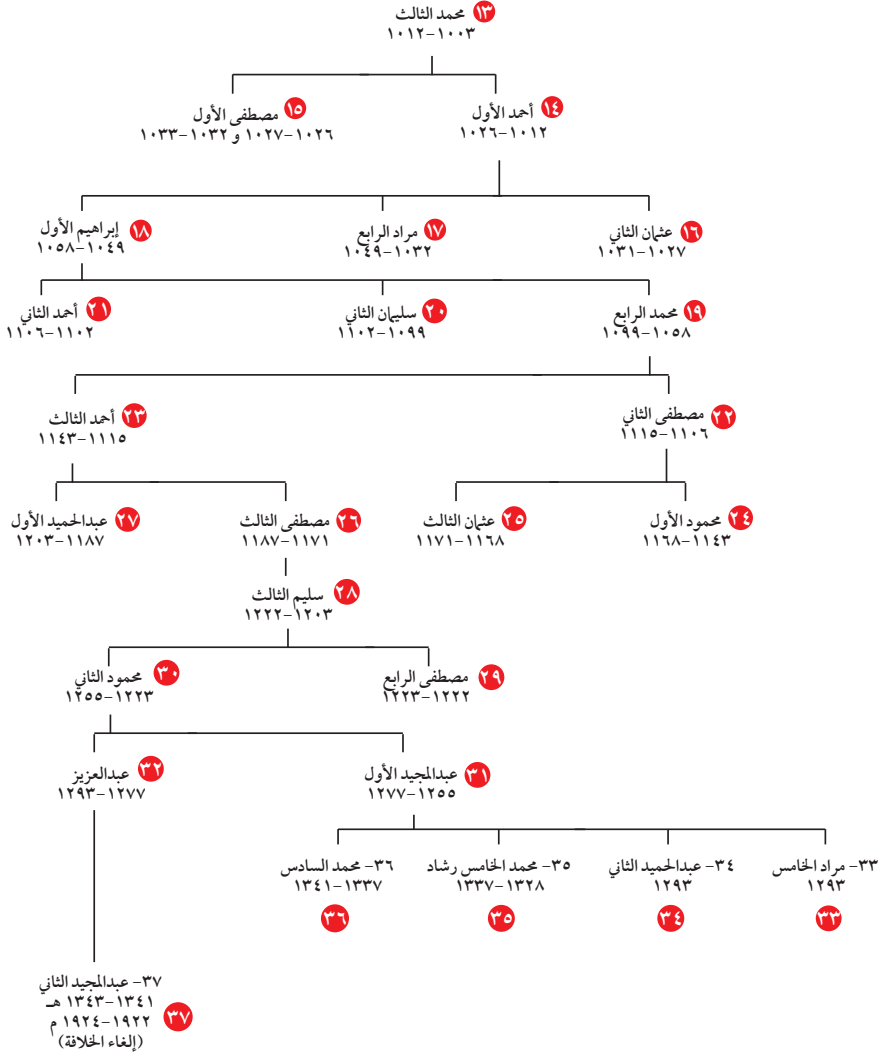 ١٣ محمد الثالث
١٠٠٣-١٠١٢
١٤ أحمد الأول
١٠١٢-١٠٢٦
١٥ مصطفى الأول
١٠٢٦-١٠٢٧ و ١٠٣٢-١٠٣٣
١٦ عثمان الثاني
١٠٢٧-١٠٣١
١٧ مراد الرابع
١٠٣٢-١٠٤٩
١٨ إبراهيم الأول
١٠٤٩-١٠٥٨
١٩ محمد الرابع
١٠٥٨-١٠٩٩
٢٠ سليمان الثاني
١٠٩٩-١١٠٢
٢١ أحمد الثاني
١١٠٢-١١٠٦
٢٢ مصطفى الثاني
١١٠٦-١١١٥
٢٣ أحمد الثالث
١١١٥-١١٤٣
٢٤ محمود الأول
١١٤٣-١١٦٨
٢٥ عثمان الثالث
١١٦٨-١١٧١
٢٦ مصطفى الثالث
١١٧١-١١٨٧
٢٧ عبدالحميد الأول
١١٨٧-١٢٠٣
٢٨ سليم الثالث
١٢٠٣-١٢٢٢
٢٩ مصطفى الرابع
١٢٢٢-١٢٢٣
٣٠ محمود الثاني
١٢٢٣-١٢٥٥
٣١ عبدالمجيد الأول
١٢٥٥-١٢٧٧
٣٢ عبدالعزيز
١٢٧٧-١٢٩٣
٣٣- مراد الخامس
١٢٩٣
٣٣
٣٤- عبدالحميد الثاني
١٢٩٣
٣٤
٣٥- محمد الخامس رشاد
١٣٢٨-١٣٣٧
٣٥
٣٦- محمد السادس
١٣٣٧-١٣٤١
٣٦
٣٧- عبدالمجيد الثاني
١٣٤١-١٣٤٣ هـ
٣٧ ١٩٢٢-١٩٢٤ م
(إلغاء الخلافة)